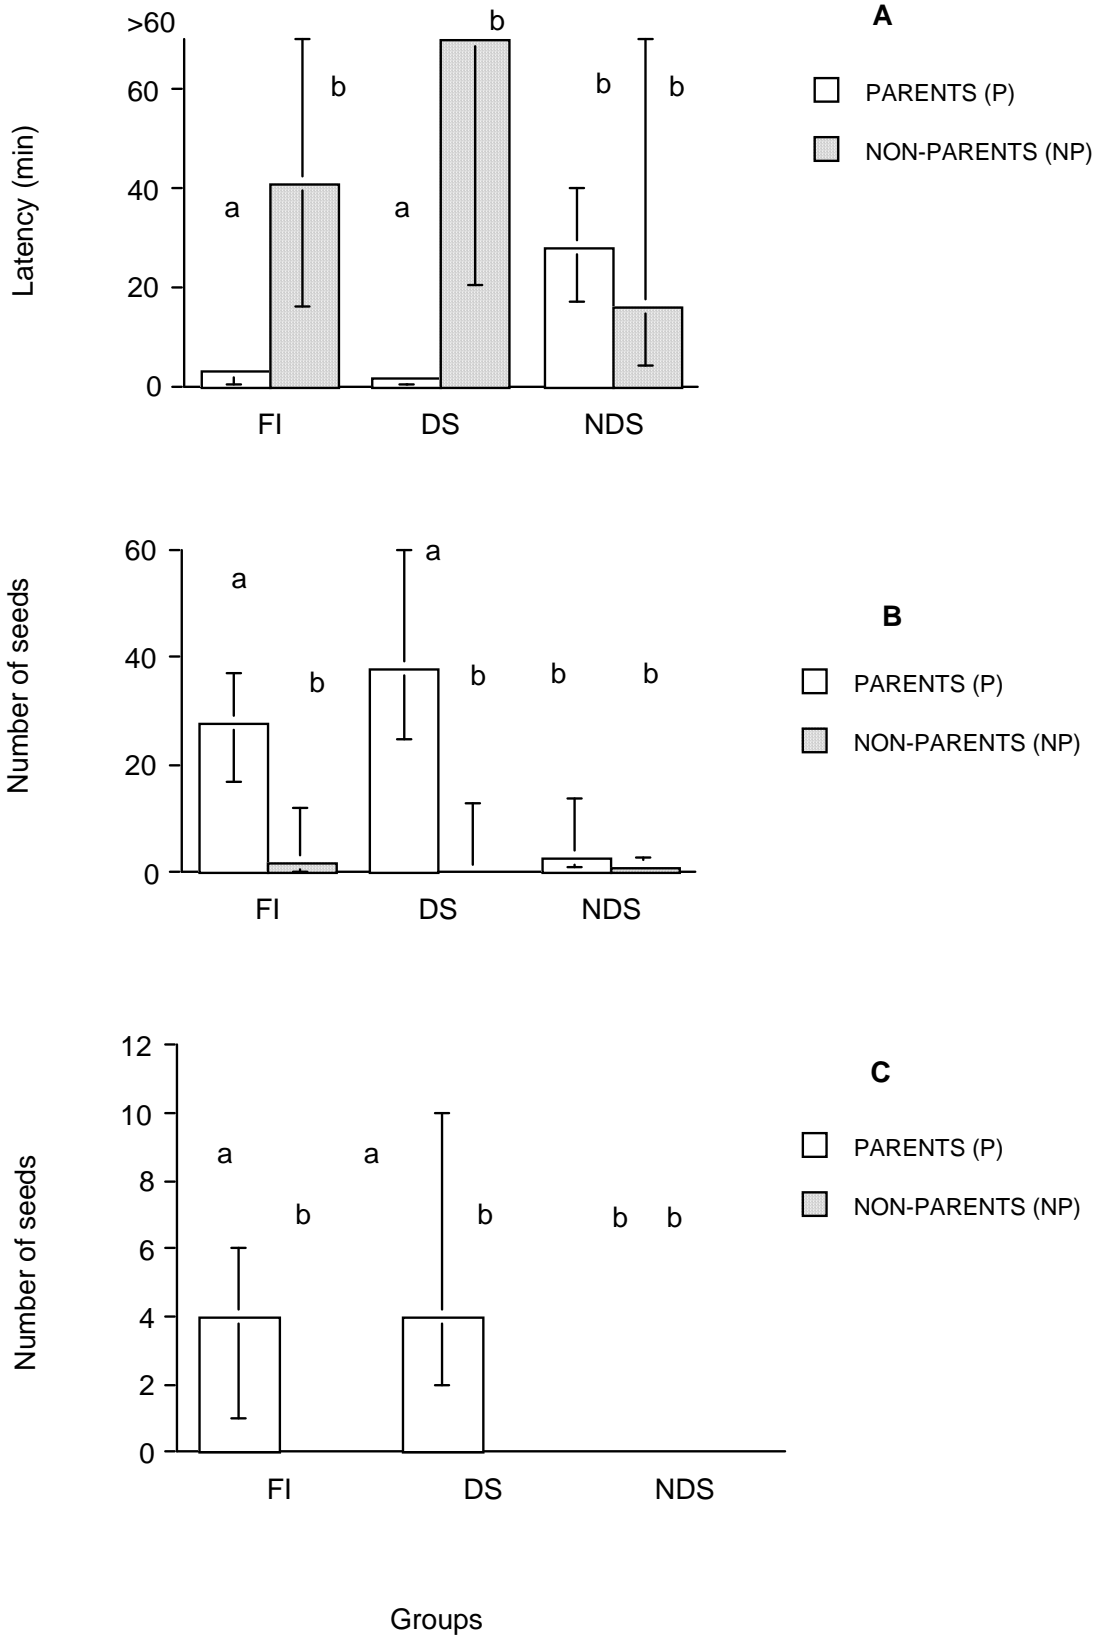 A
>60
b
b
b
b
60
PARENTS (P)
NON-PARENTS (NP)
Latency (min)
40
a
a
20
0
FI
DS
NDS
60
a
a
Number of seeds
B
40
b
b
b
b
PARENTS (P)
NON-PARENTS (NP)
20
0
FI
DS
NDS
12
C
10
a
a
PARENTS (P)
8
b
b
b
b
NON-PARENTS (NP)
Number of seeds
6
4
2
0
FI
DS
NDS
Groups